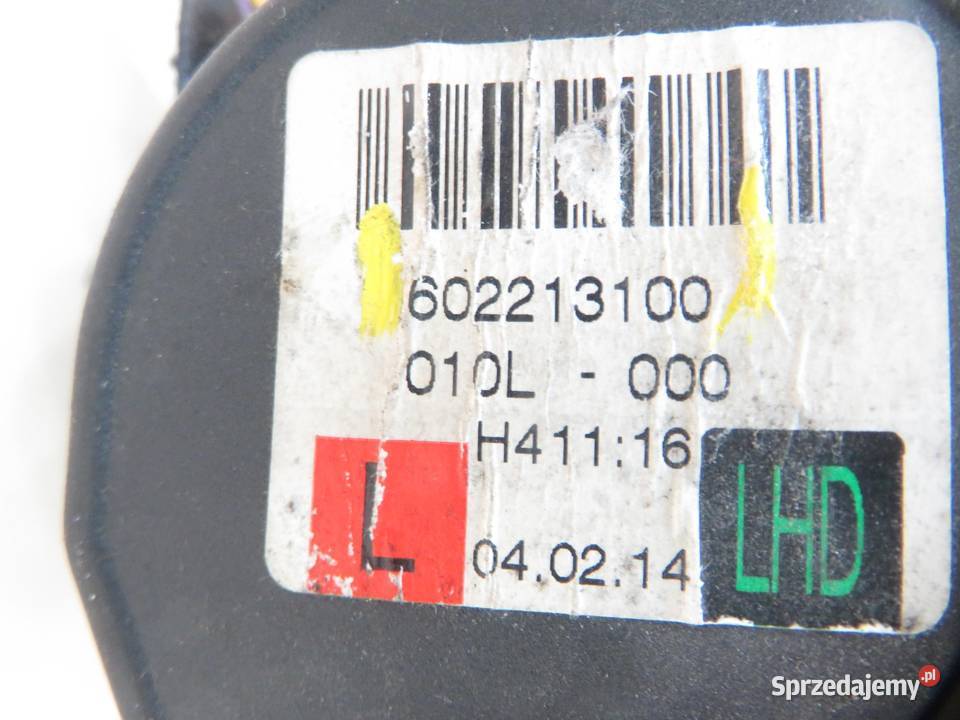 602213100
010L - 000
H411:16
L
04.02.14
LHD
Sprzedajemy.pl